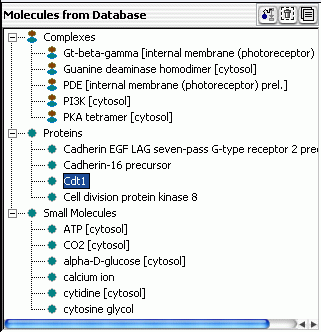 Molecules from Database
Complexes
Gt-beta-gamma [internal membrane (photoreceptor)
Guanine deaminase homodimer [cytosol]
PDE [internal membrane (photoreceptor) prel.]
PI3K [cytosol]
PKA tetramer [cytosol]
Proteins
Cadherin EGF LAG seven-pass G-type receptor 2 prec
Cadherin-16 precursor
Cdt1
Cell division protein kinase 8
Small Molecules
ATP [cytosol]
CO2 [cytosol]
alpha-D-glucose [cytosol]
calcium ion
cytidine [cytosol]
cytosine glycol